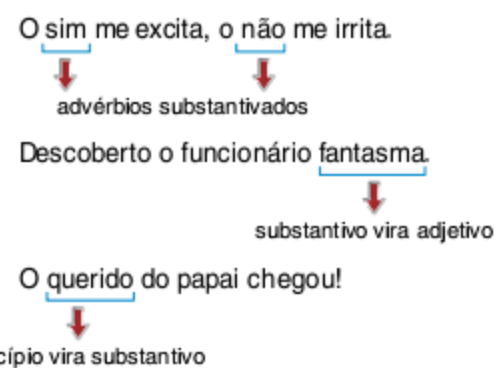 O sim me excita, o não me irrita.
advérbios substantivados
Descoberto o funcionário fantasma.
substantivo vira adjetivo
O querido do papai chegou!
cípio vira substantivo